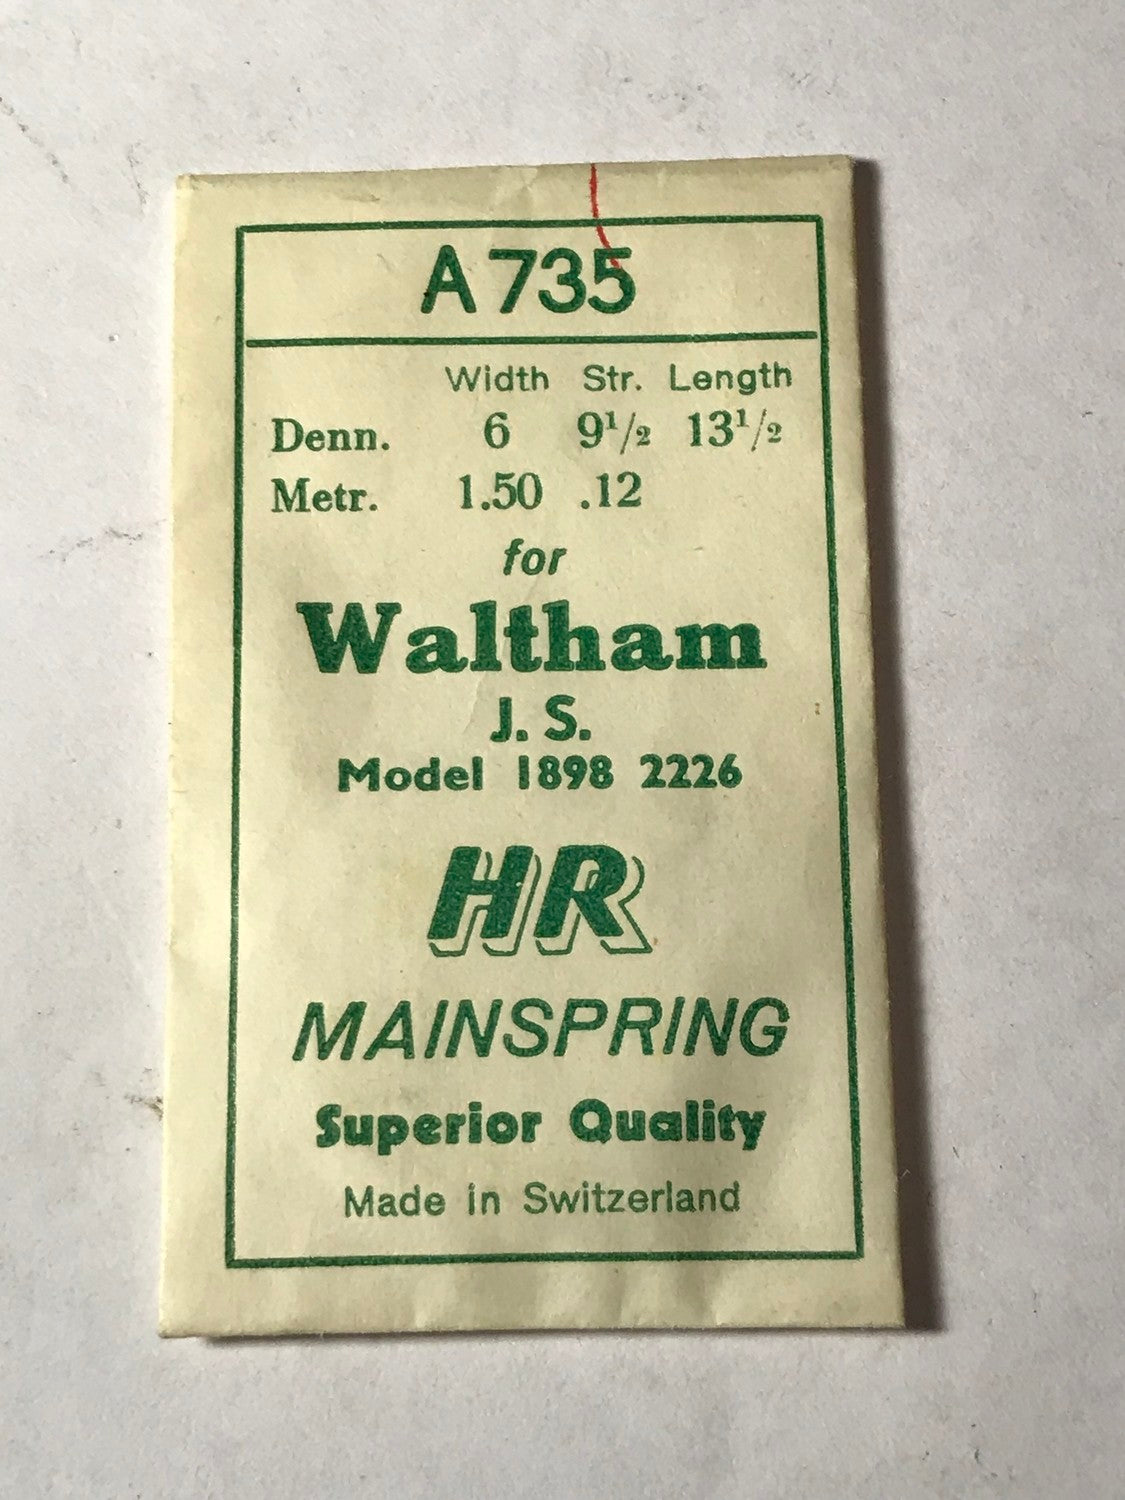 A735
Width Str. Length
Denn. 6 9½ 13½
Metr. 1.50 .12
for
Waltham
J. S.
Model 1898 2226
HR
MAINSPRING
Superior Quality
Made in Switzerland